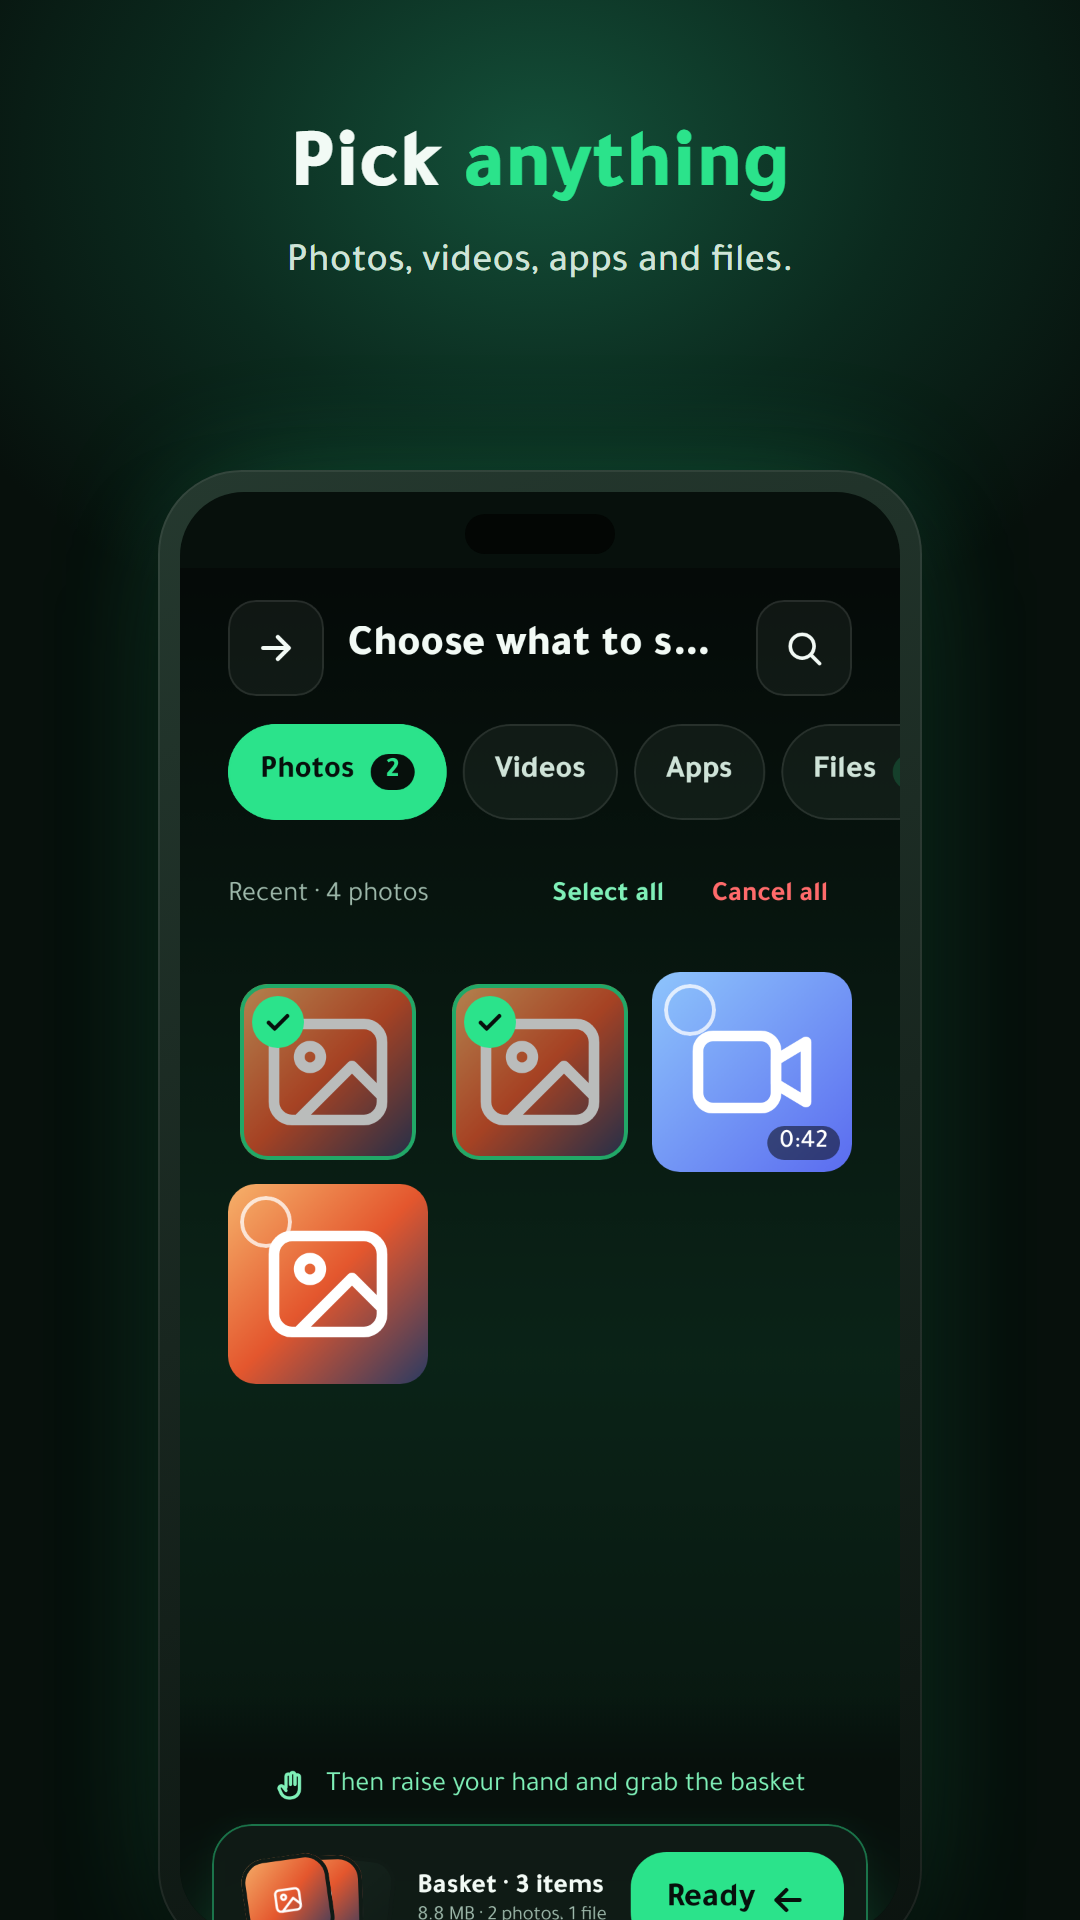 Pick anything
Photos, videos, apps and files.
Choose what to s...
Photos 2 Videos Apps Files
Recent · 4 photos Select all Cancel all
0:42
Then raise your hand and grab the basket
Basket · 3 items
8.8 MB · 2 photos, 1 file
Ready